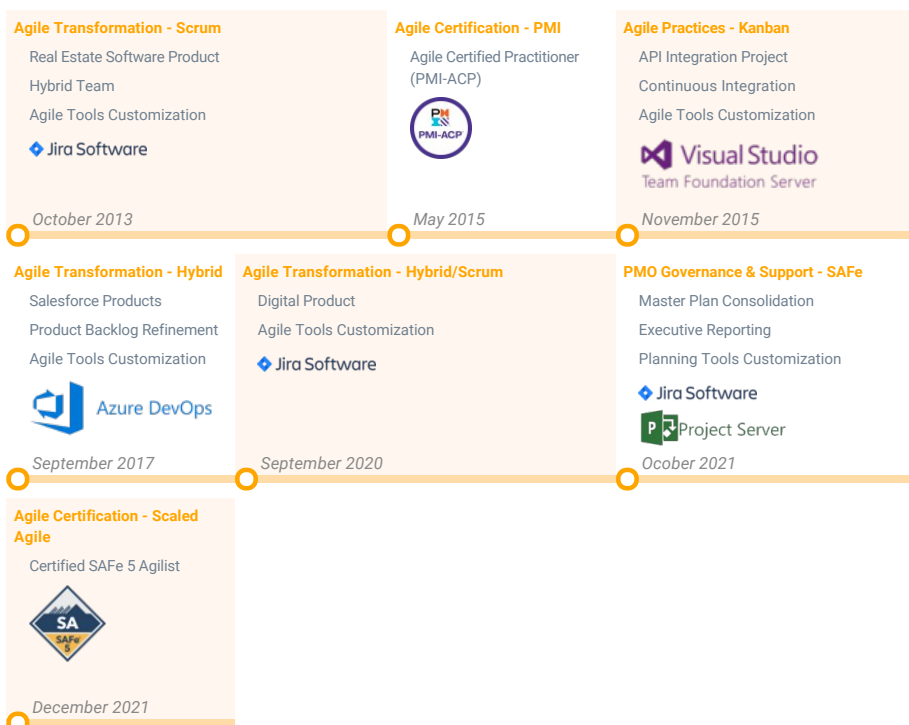 Agile Transformation - Scrum
Real Estate Software Product
Hybrid Team
Agile Tools Customization
Jira Software
October 2013
Agile Certification - PMI
Agile Certified Practitioner
(PMI-ACP)
PMI
PMI-ACP
May 2015
Agile Practices - Kanban
API Integration Project
Continuous Integration
Agile Tools Customization
Visual Studio
Team Foundation Server
November 2015
Agile Transformation - Hybrid
Salesforce Products
Product Backlog Refinement
Agile Tools Customization
Azure DevOps
September 2017
Agile Transformation - Hybrid/Scrum
Digital Product
Agile Tools Customization
Jira Software
September 2020
PMO Governance & Support - SAFe
Master Plan Consolidation
Executive Reporting
Planning Tools Customization
Jira Software
P Project Server
Ocober 2021
Agile Certification - Scaled
Agile
Certified SAFe 5 Agilist
SA
SAFe
5
December 2021